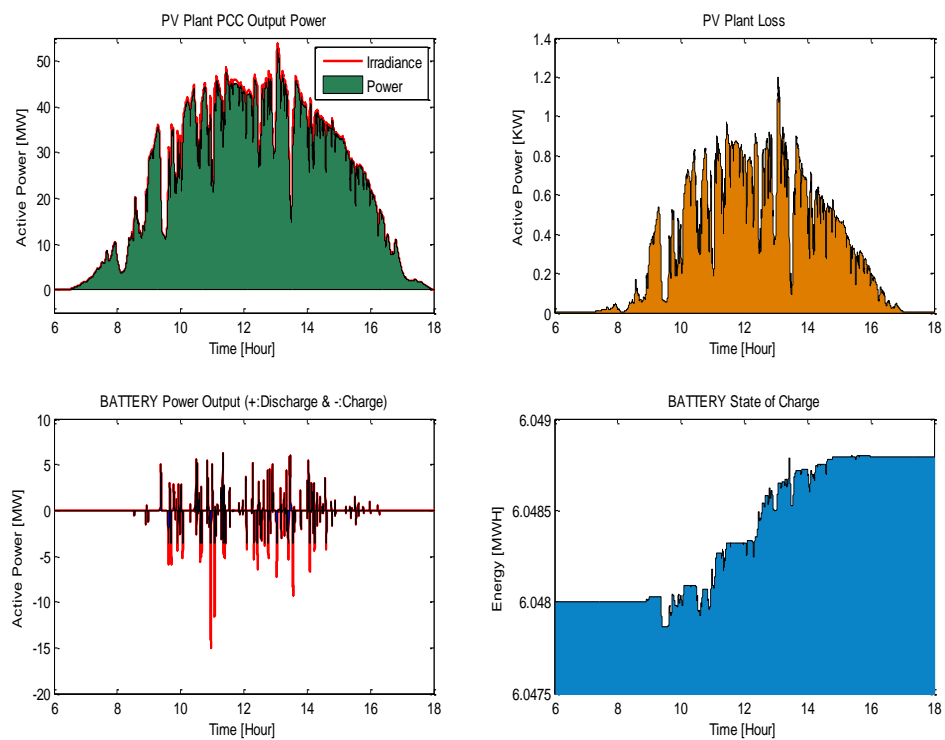 PV Plant PCC Output Power
Active Power [MW]
50
40
30
20
10
0
6 8 10 12 14 16 18
Time [Hour]
Irradiance
Power
PV Plant Loss
Active Power [KW]
1.4
1.2
1
0.8
0.6
0.4
0.2
0
6 8 10 12 14 16 18
Time [Hour]
BATTERY Power Output (+:Discharge & -:Charge)
Active Power [MW]
10
5
0
-5
-10
-15
-20
6 8 10 12 14 16 18
Time [Hour]
BATTERY State of Charge
Energy [MWH]
6.049
6.0485
6.048
6.0475
6 8 10 12 14 16 18
Time [Hour]